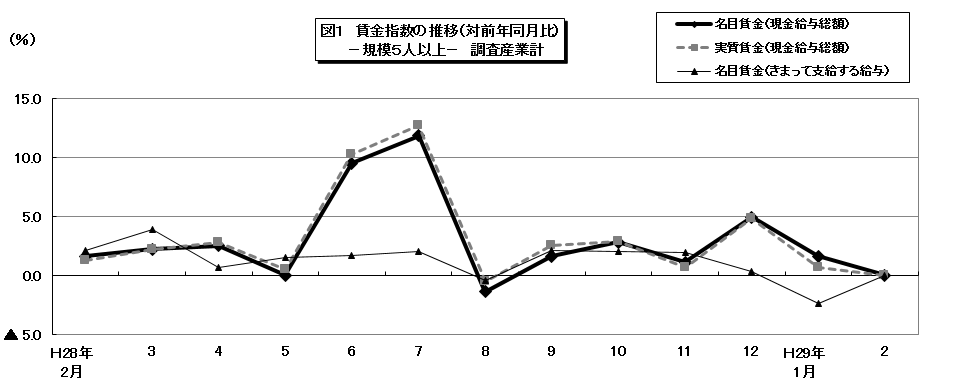 図1　賃金指数の推移(対前年同月比)
－規模5人以上－　調査産業計
名目賃金(現金給与総額)
実質賃金(現金給与総額)
名目賃金(きまって支給する給与)
(%)
15.0
10.0
5.0
0.0
▲ 5.0
H28年
2月
3
4
5
6
7
8
9
10
11
12
H29年
1月
2